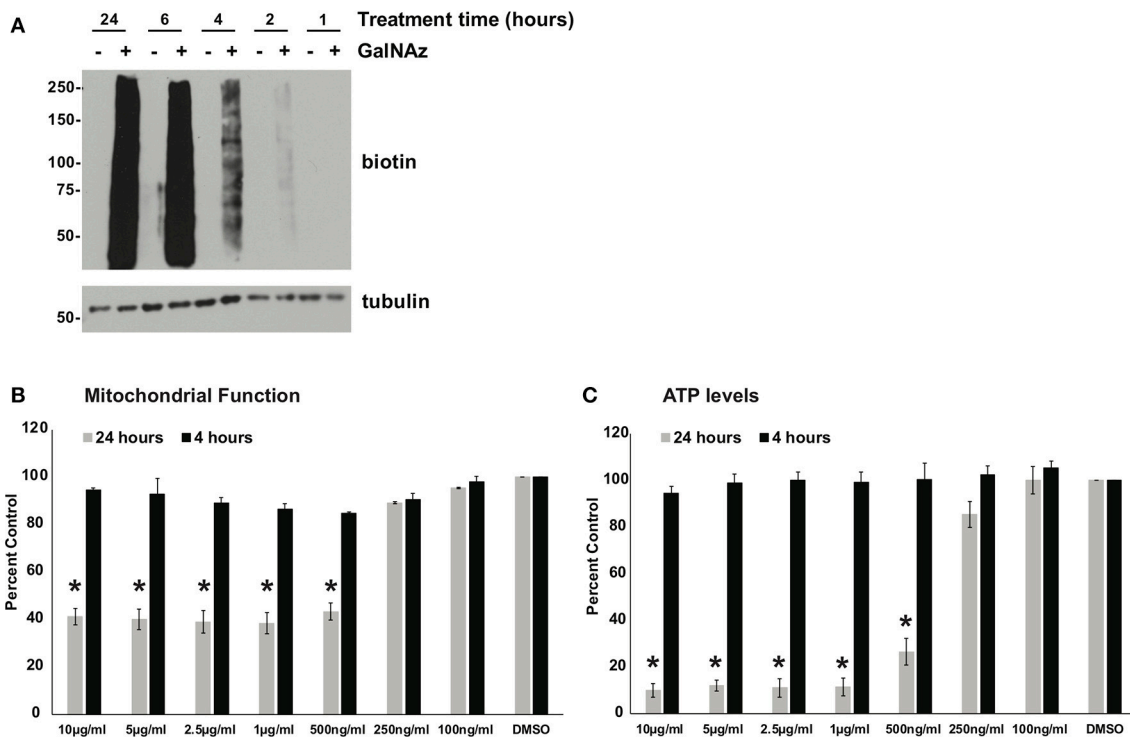 A
24 6 4 2 1 Treatment time (hours)
- + - + - + - + - + GalNAz
250-
150-
100-
75-
50-
biotin
50-
tubulin
B Mitochondrial Function
24 hours 4 hours
Percent Control
120
100
80
60
40
20
0
* * * * *
10µg/ml 5µg/ml 2.5µg/ml 1µg/ml 500ng/ml 250ng/ml 100ng/ml DMSO
C ATP levels
24 hours 4 hours
Percent Control
120
100
80
60
40
20
0
* * * * *
10µg/ml 5µg/ml 2.5µg/ml 1µg/ml 500ng/ml 250ng/ml 100ng/ml DMSO